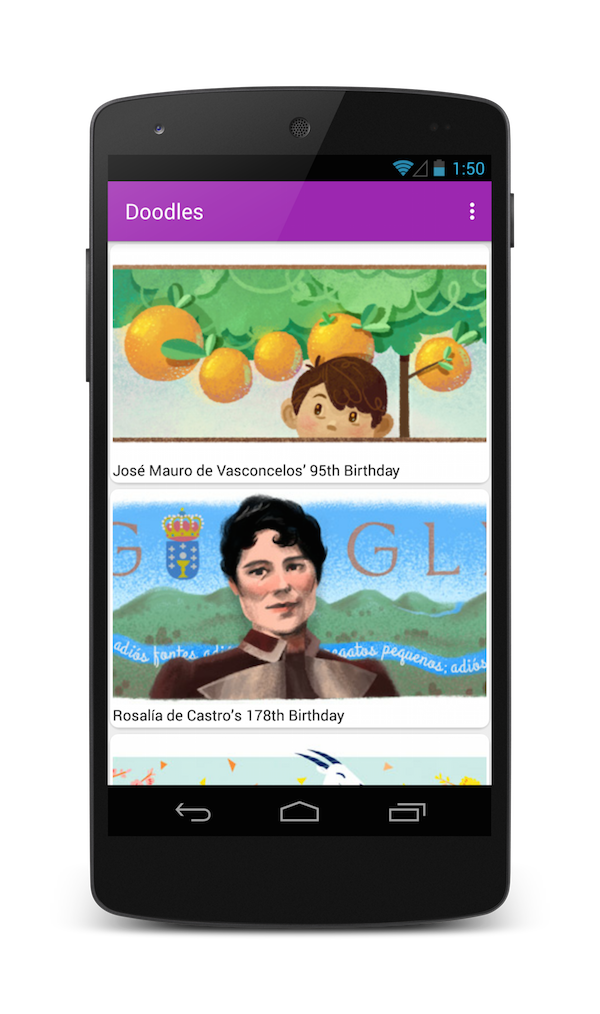 1:50
Doodles
José Mauro de Vasconcelos' 95th Birthday
G GL
adiós fontes, adi regatos pequenos; adiós
Rosalía de Castro's 178th Birthday